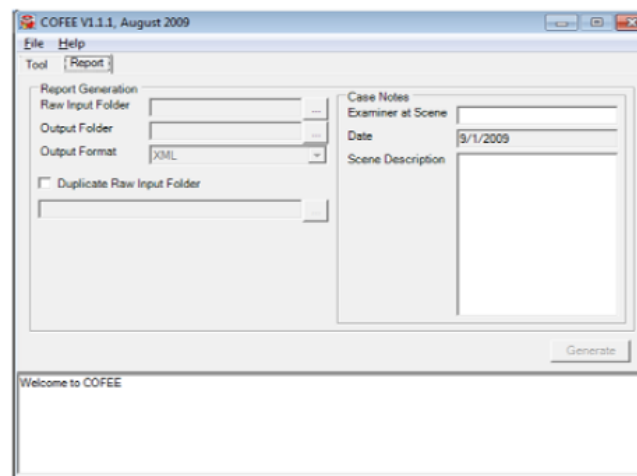 COFEE V1.1.1, August 2009
File Help
Tool Report
Report Generation
Raw Input Folder ...
Output Folder ...
Output Format XML
Duplicate Raw Input Folder
...
Case Notes
Examiner at Scene
Date 9/1/2009
Scene Description
Generate
Welcome to COFEE